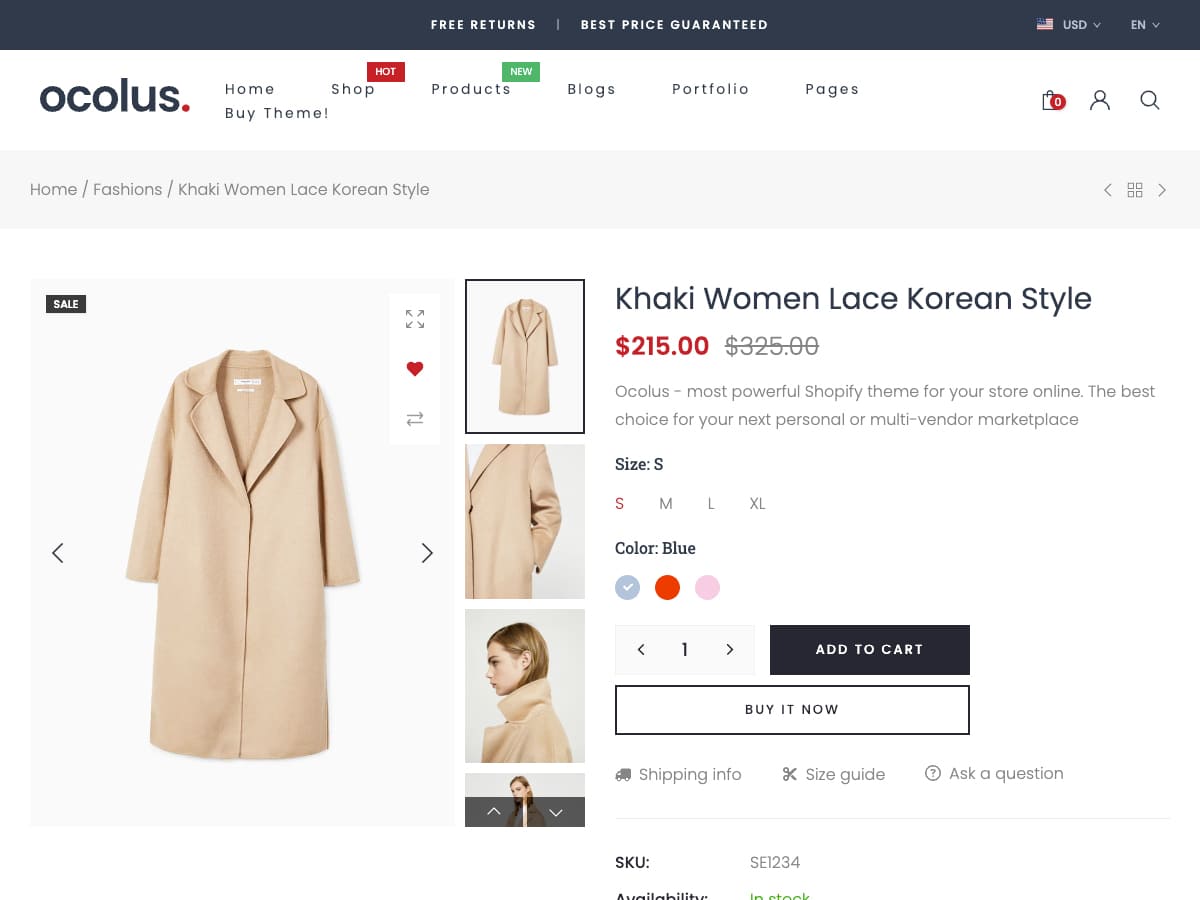 FREE RETURNS | BEST PRICE GUARANTEED
USD EN
ocolus.
HOT NEW
Home Shop Products Blogs Portfolio Pages
Buy Theme!
0
Home / Fashions / Khaki Women Lace Korean Style
SALE
Khaki Women Lace Korean Style
$215.00 $325.00
Ocolus - most powerful Shopify theme for your store online. The best
choice for your next personal or multi-vendor marketplace
Size: S
S M L XL
Color: Blue
1 ADD TO CART
BUY IT NOW
Shipping info Size guide Ask a question
SKU: SE1234
Availability: In stock